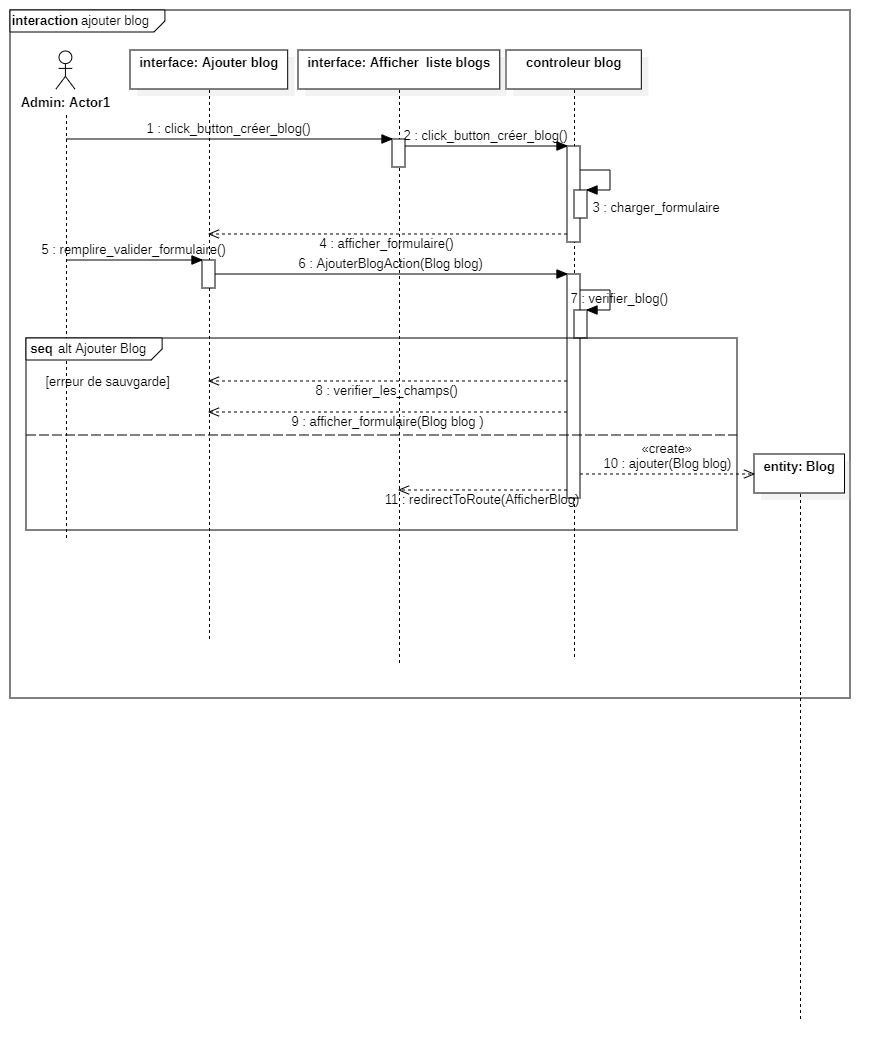 interaction ajouter blog
interface: Ajouter blog
interface: Afficher liste blogs
controleur blog
Admin: Actor1
1 : click_button_créer_blog()
2 : click_button_créer_blog()
3 : charger_formulaire
4 : afficher_formulaire()
5 : remplire_valider_formulaire()
6 : AjouterBlogAction(Blog blog)
7 : verifier_blog()
seq alt Ajouter Blog
[erreur de sauvgarde]
8 : verifier_les_champs()
9 : afficher_formulaire(Blog blog )
«create»
10 : ajouter(Blog blog)
entity: Blog
11 : redirectToRoute(AfficherBlog)